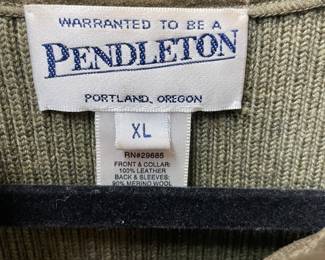 WARRANTED TO BE A
PENDLETON
PORTLAND, OREGON
XL
RN#29685
FRONT & COLLAR:
100% LEATHER
BACK & SLEEVES:
90% MERINO WOOL